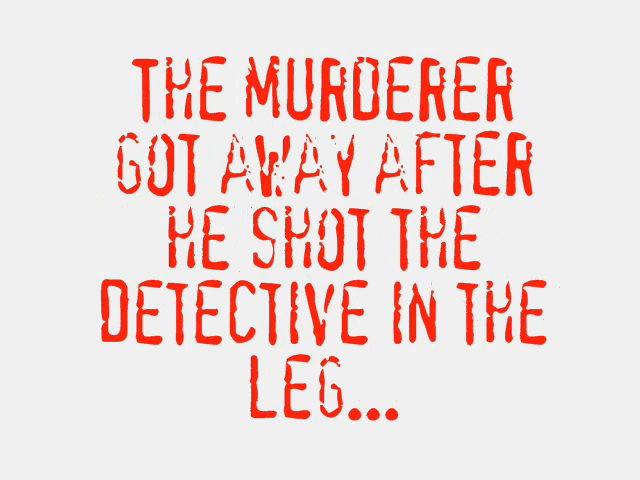 THE MURDERER
GOT AWAY AFTER
HE SHOT THE
DETECTIVE IN THE
LEG...